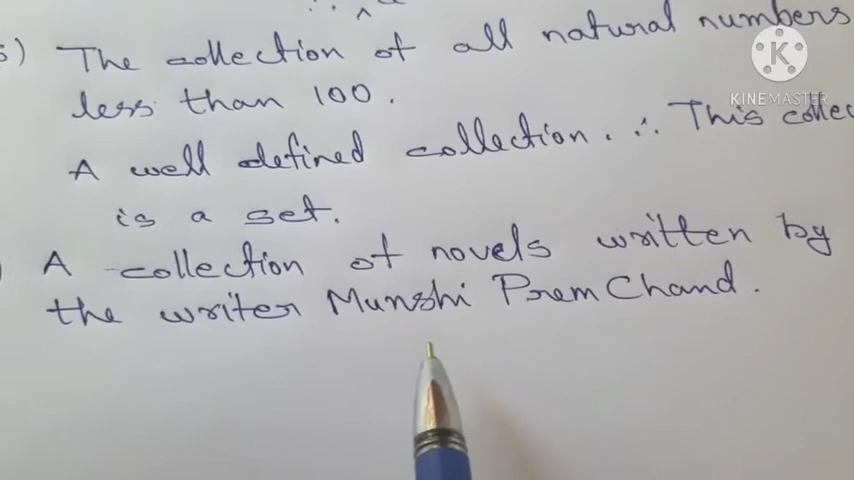 5) The collection of all natural numbers
less than 100.
A well defined collection. ∴ This collec
is a set.
) A collection of novels written by
the writer Munshi Prem Chand.
K
KINEMASTER